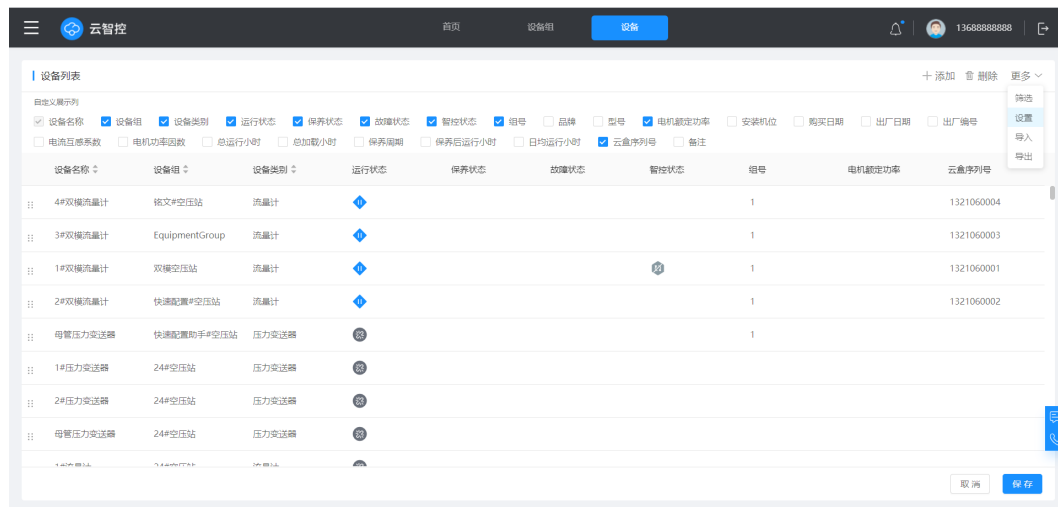 云智控 首页 设备组 设备 13688888888
设备列表 添加 删除 更多
自定义展示列 筛选
设备名称 设备组 设备类别 运行状态 保养状态 故障状态 智控状态 组号 品牌 型号 电机额定功率 安装机位 购买日期 出厂日期 出厂编号 设置
电流互感系数 电机功率因数 总运行小时 总加载小时 保养周期 保养后运行小时 日均运行小时 云盒序列号 备注 导入
导出
设备名称 设备组 设备类别 运行状态 保养状态 故障状态 智控状态 组号 电机额定功率 云盒序列号
4#双模流量计 铭文#空压站 流量计 1 1321060004
3#双模流量计 EquipmentGroup 流量计 1 1321060003
1#双模流量计 双模空压站 流量计 1 1321060001
2#双模流量计 快速配置#空压站 流量计 1 1321060002
母管压力变送器 快速配置助手#空压站 压力变送器 1
1#压力变送器 24#空压站 压力变送器
2#压力变送器 24#空压站 压力变送器
母管压力变送器 24#空压站 压力变送器
1#流量计 24#空压站 流量计
取消 保存